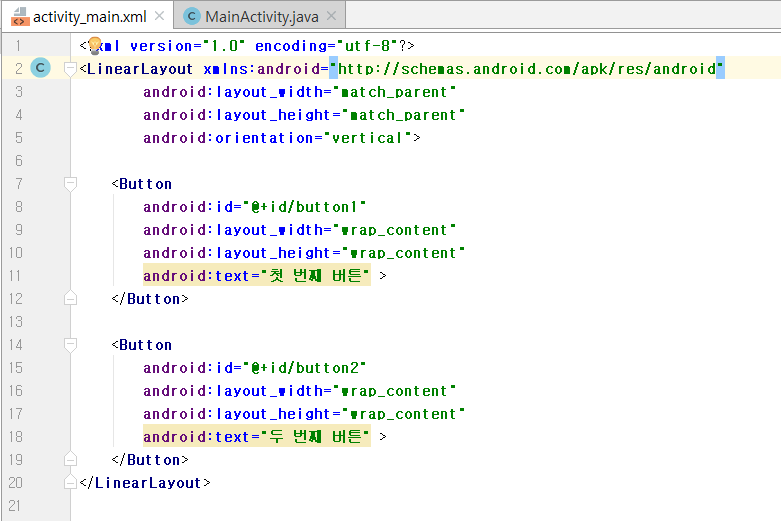 activity_main.xml MainActivity.java
1 <?xml version="1.0" encoding="utf-8"?>
2 <LinearLayout xmlns:android="http://schemas.android.com/apk/res/android"
3 android:layout_width="match_parent"
4 android:layout_height="match_parent"
5 android:orientation="vertical">
6
7 <Button
8 android:id="@+id/button1"
9 android:layout_width="wrap_content"
10 android:layout_height="wrap_content"
11 android:text="첫 번째 버튼" >
12 </Button>
13
14 <Button
15 android:id="@+id/button2"
16 android:layout_width="wrap_content"
17 android:layout_height="wrap_content"
18 android:text="두 번째 버튼" >
19 </Button>
20 </LinearLayout>
21